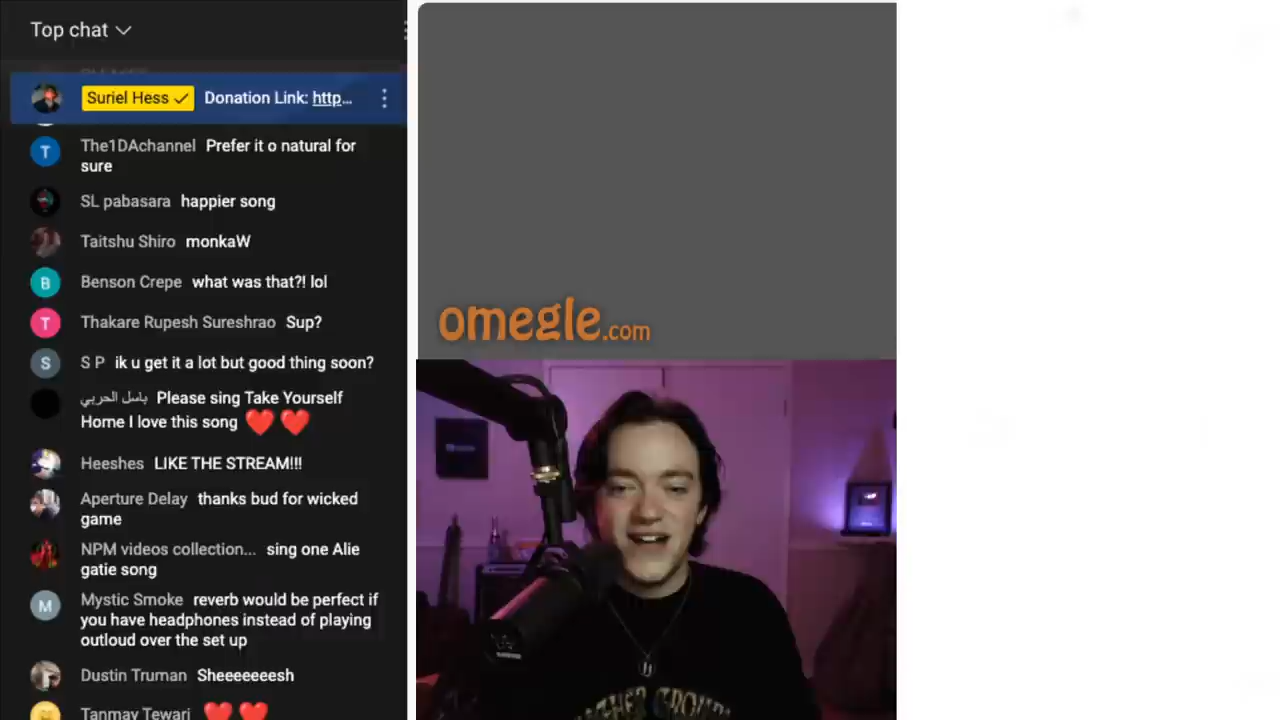 Top chat
Suriel Hess Donation Link: http...
The1DAchannel Prefer it o natural for
sure
SL pabasara happier song
Taitshu Shiro monkaW
B Benson Crepe what was that?! lol
T Thakare Rupesh Sureshrao Sup?
S S P ik u get it a lot but good thing soon?
باسل الحربي Please sing Take Yourself
Home I love this song
Heeshes LIKE THE STREAM!!!
Aperture Delay thanks bud for wicked
game
NPM videos collection... sing one Alie
gatie song
M Mystic Smoke reverb would be perfect if
you have headphones instead of playing
outloud over the set up
Dustin Truman Sheeeeeeesh
Tanmay Tewari
omegle.com